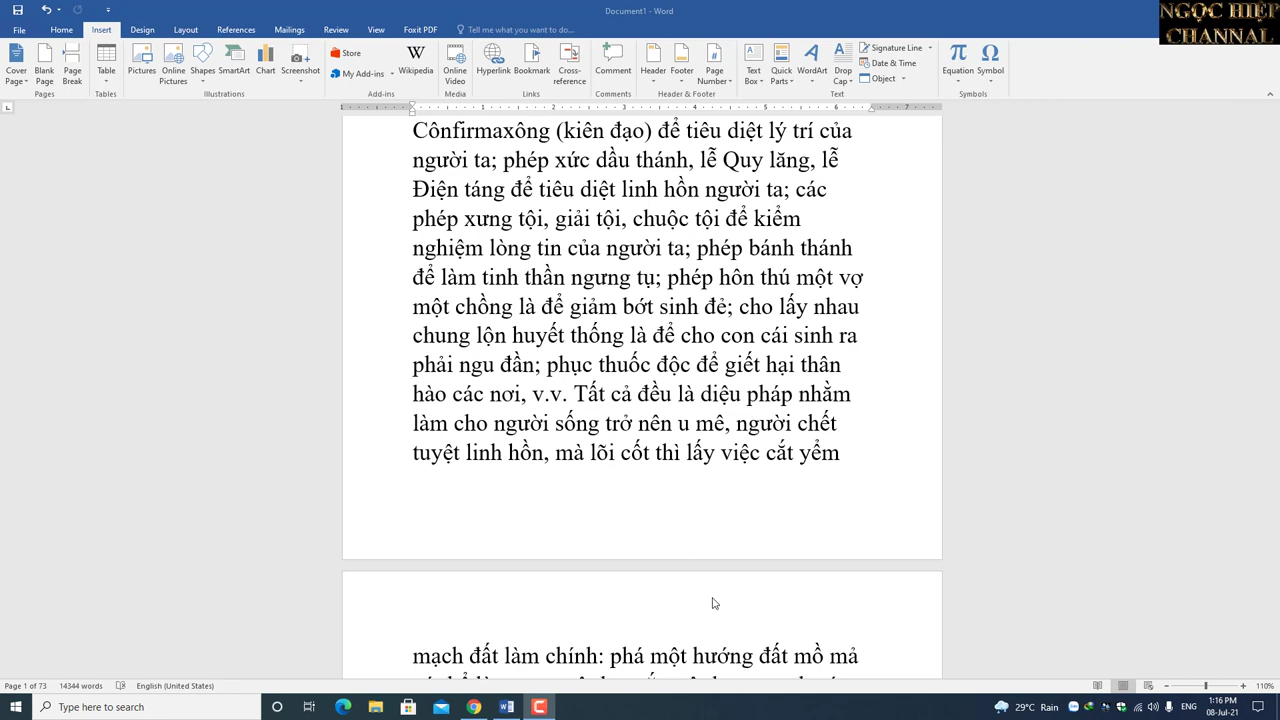 Document1 - Word
NGỌC HIỆP
CHANNEL
File Home Insert Design Layout References Mailings Review View Foxit PDF Tell me what you want to do...
Cover Page
Blank Page
Page Break
Pages
Table
Tables
Pictures
Online Pictures
Shapes
SmartArt
Chart
Screenshot
Illustrations
Store
My Add-ins
Wikipedia
Add-ins
Online Video
Media
Hyperlink
Bookmark
Cross-reference
Links
Comment
Comments
Header
Footer
Page Number
Header & Footer
Text Box
Quick Parts
WordArt
Drop Cap
Signature Line
Date & Time
Object
Text
Equation
Symbol
Symbols
1 1 2 3 4 5 6 7
Cônfirmaxông (kiên đạo) để tiêu diệt lý trí của
người ta; phép xức dầu thánh, lễ Quy lăng, lễ
Điện táng để tiêu diệt linh hồn người ta; các
phép xưng tội, giải tội, chuộc tội để kiểm
nghiệm lòng tin của người ta; phép bánh thánh
để làm tinh thần ngưng tụ; phép hôn thú một vợ
một chồng là để giảm bớt sinh đẻ; cho lấy nhau
chung lộn huyết thống là để cho con cái sinh ra
phải ngu đần; phục thuốc độc để giết hại thân
hào các nơi, v.v. Tất cả đều là diệu pháp nhằm
làm cho người sống trở nên u mê, người chết
tuyệt linh hồn, mà lõi cốt thì lấy việc cắt yểm
mạch đất làm chính: phá một hướng đất mồ mả
Page 1 of 73 14344 words English (United States) 110%
Type here to search
29°C Rain ENG
1:16 PM
08-Jul-21